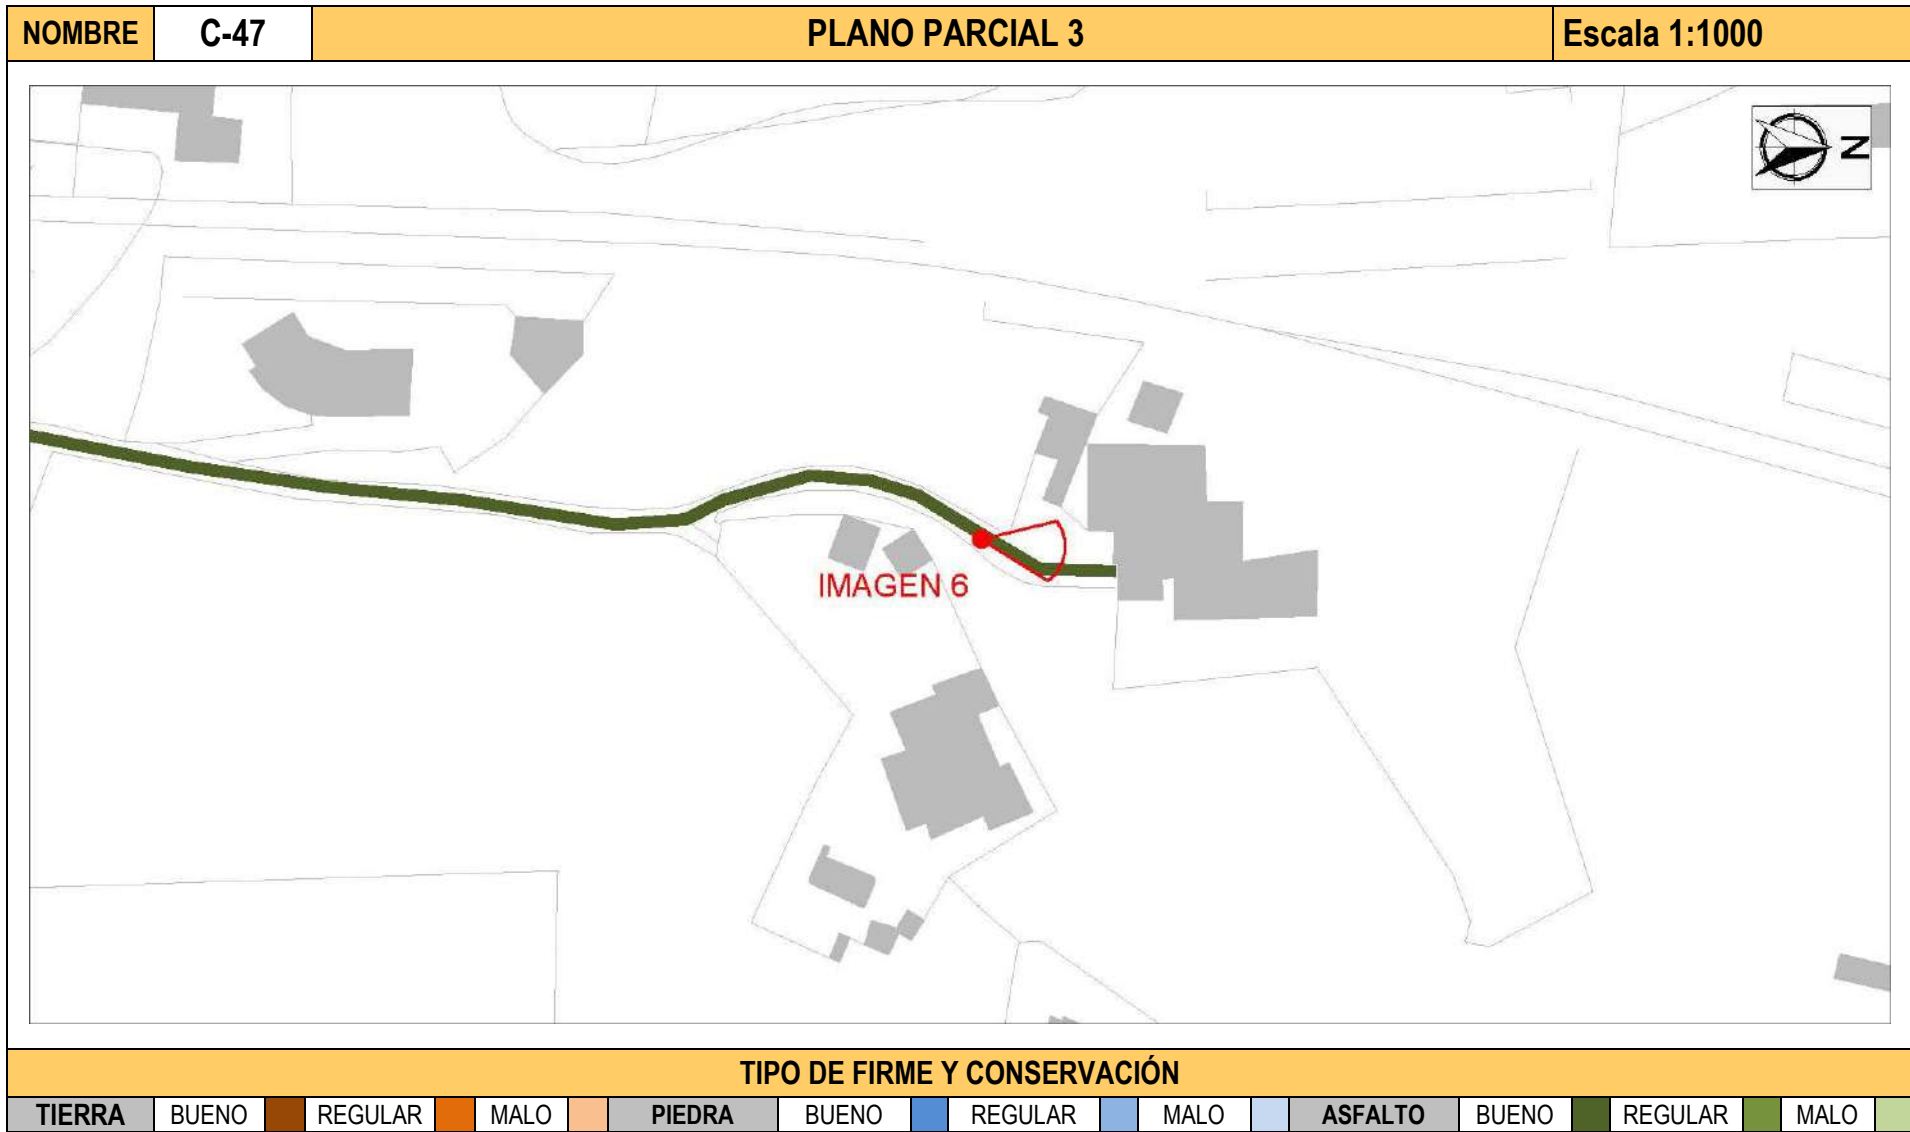 NOMBRE C-47 PLANO PARCIAL 3 Escala 1:1000
N
IMAGEN 6
TIPO DE FIRME Y CONSERVACIÓN
TIERRA BUENO REGULAR MALO PIEDRA BUENO REGULAR MALO ASFALTO BUENO REGULAR MALO